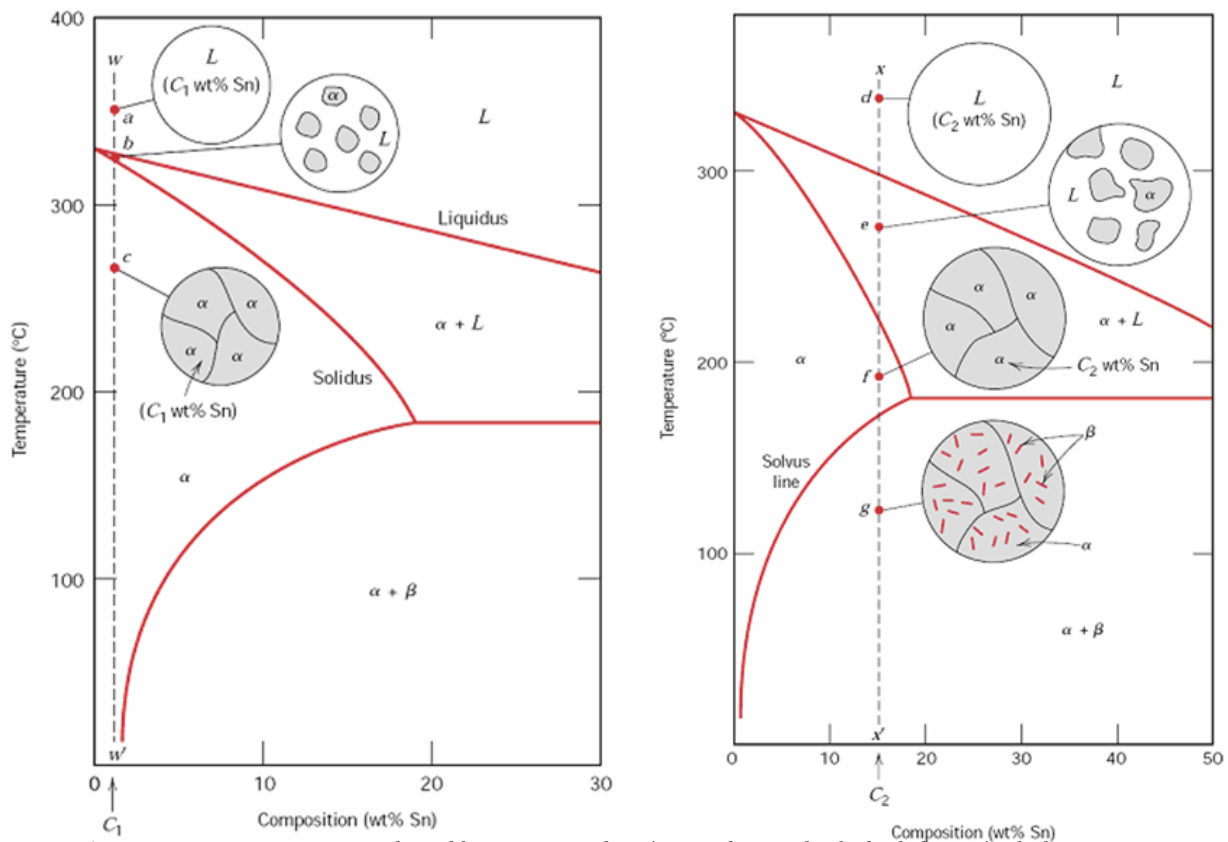 400
300
200
100
0
10
20
30
Temperature (°C)
Composition (wt% Sn)
w
L
(C₁ wt% Sn)
a
b
α
L
L
Liquidus
c
α
α
α
α
(C₁ wt% Sn)
α + L
Solidus
α
α + β
w′
C₁
300
200
100
0
10
20
30
40
50
Temperature (°C)
Composition (wt% Sn)
x
d
L
(C₂ wt% Sn)
L
e
L
α
α
α
α
α
α
C₂ wt% Sn
α + L
f
Solvus
line
β
g
α
α + β
x′
C₂